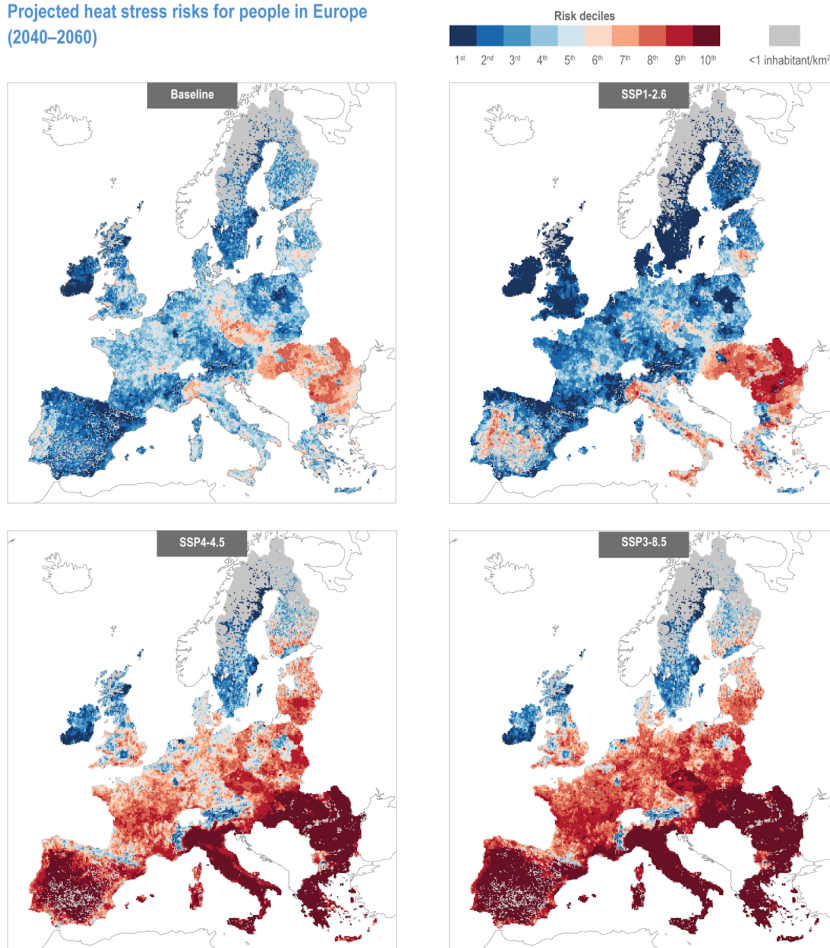 Projected heat stress risks for people in Europe
(2040–2060)
Risk deciles
1st 2nd 3rd 4th 5th 6th 7th 8th 9th 10th <1 inhabitant/km2
Baseline
SSP1-2.6
SSP4-4.5
SSP3-8.5